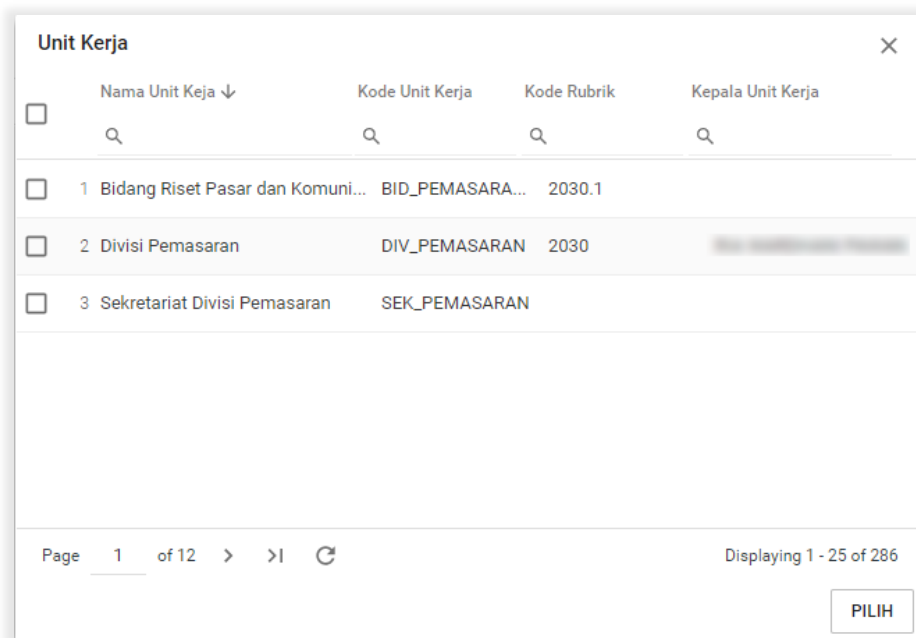 Unit Kerja
Nama Unit Keja Kode Unit Kerja Kode Rubrik Kepala Unit Kerja
1 Bidang Riset Pasar dan Komuni... BID_PEMASARA... 2030.1
2 Divisi Pemasaran DIV_PEMASARAN 2030
3 Sekretariat Divisi Pemasaran SEK_PEMASARAN
Page 1 of 12 Displaying 1 - 25 of 286
PILIH